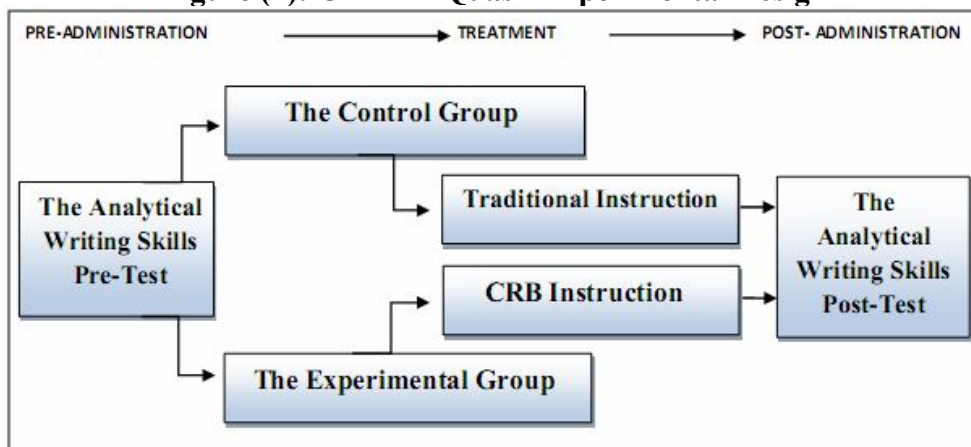 PRE-ADMINISTRATION TREATMENT POST- ADMINISTRATION
The Control Group
The Analytical
Writing Skills
Pre-Test
Traditional Instruction
CRB Instruction
The Experimental Group
The
Analytical
Writing Skills
Post-Test